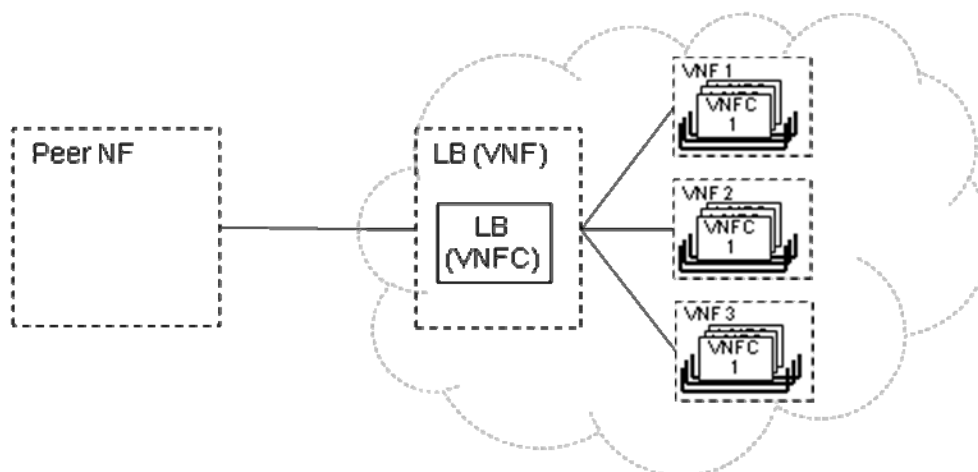 Peer NF
LB (VNF)
LB
(VNFC)
VNF 1
VNFC
1
VNF 2
VNFC
1
VNF 3
VNFC
1